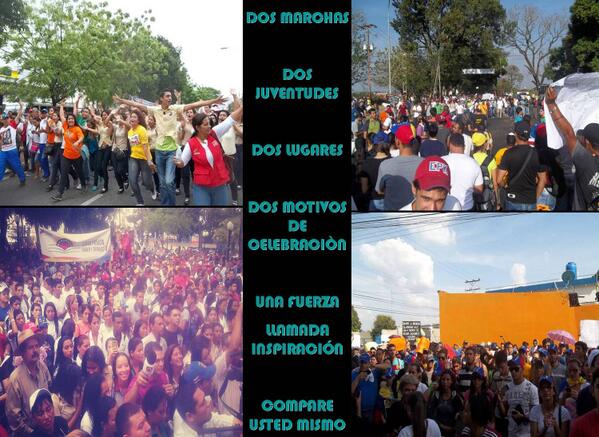 DOS MARCHAS
DOS
JUVENTUDES
DOS LUGARES
DOS MOTIVOS
DE
CELEBRACIÒN
UNA FUERZA
LLAMADA
INSPIRACIÓN
COMPARE
USTED MISMO